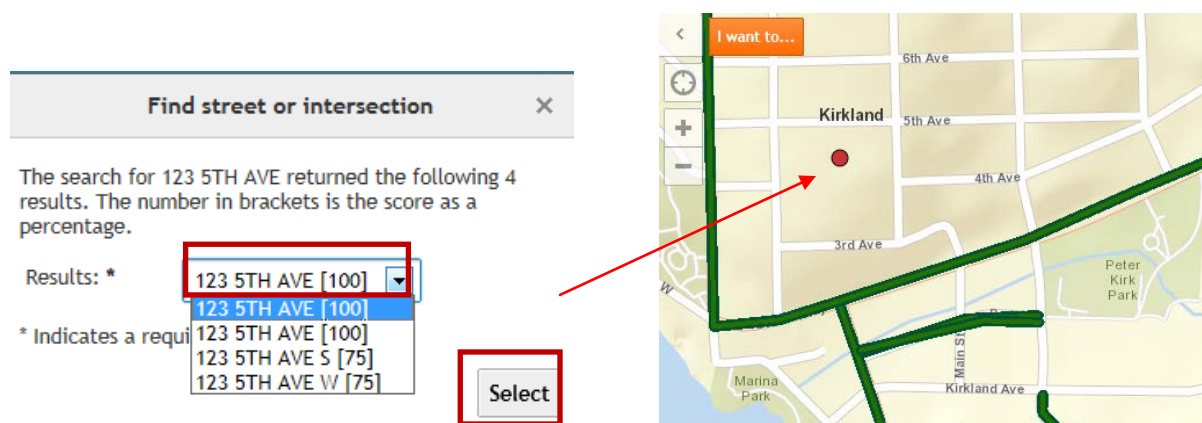 Find street or intersection ×
The search for 123 5TH AVE returned the following 4
results. The number in brackets is the score as a
percentage.
Results: * 123 5TH AVE [100]
123 5TH AVE [100]
* Indicates a requi 123 5TH AVE [100]
123 5TH AVE S [75]
123 5TH AVE W [75]
Select
I want to...
6th Ave
Kirkland
5th Ave
4th Ave
3rd Ave
Peter
Kirk
Park
W
Main St
Marina
Park
Kirkland Ave